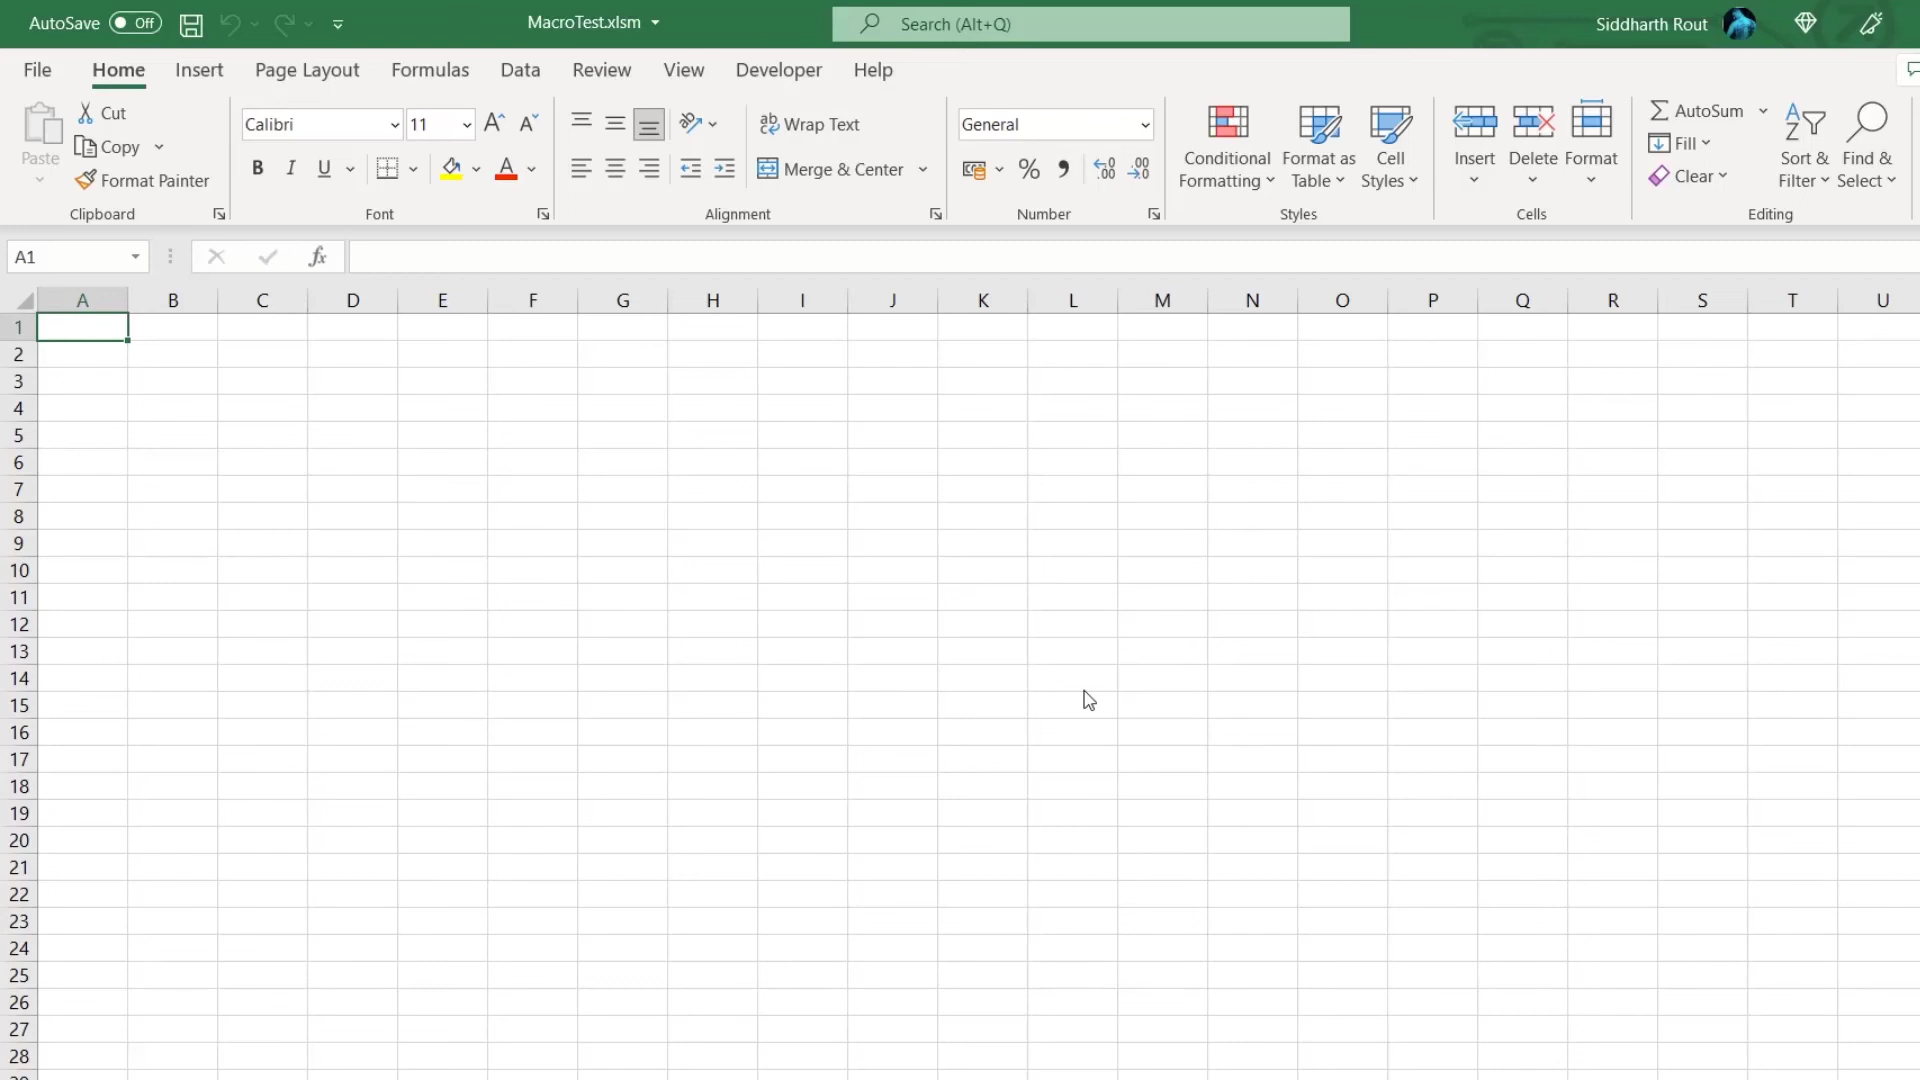 AutoSave Off MacroTest.xlsm Search (Alt+Q) Siddharth Rout
File Home Insert Page Layout Formulas Data Review View Developer Help
Paste Cut Copy Format Painter
Clipboard
Calibri 11
B I U A
Font
ab Wrap Text
Merge & Center
Alignment
General
% .00 .00
Number
Conditional Formatting Format as Table Cell Styles
Styles
Insert Delete Format
Cells
AutoSum
Fill
Clear
Sort & Filter Find & Select
Editing
A1 fx
A B C D E F G H I J K L M N O P Q R S T U
1
2
3
4
5
6
7
8
9
10
11
12
13
14
15
16
17
18
19
20
21
22
23
24
25
26
27
28